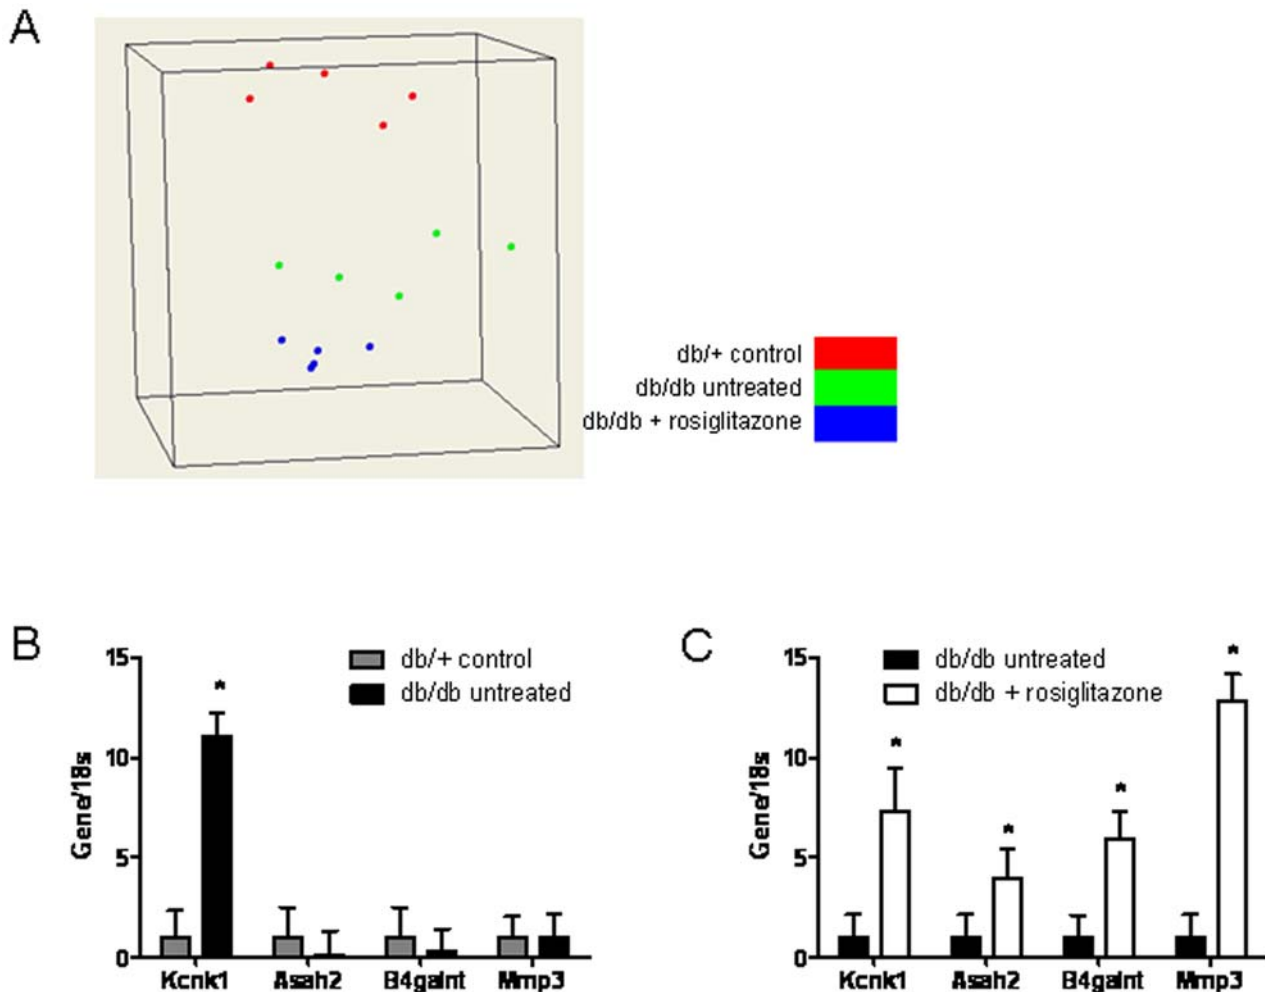 A
db/+ control
db/db untreated
db/db + rosiglitazone
B
db/+ control
db/db untreated
Gene/18s
15
10
5
0
*
Kcnk1
Asah2
B4galnt
Mmp3
C
db/db untreated
db/db + rosiglitazone
Gene/18s
15
10
5
0
*
*
*
*
Kcnk1
Asah2
B4galnt
Mmp3